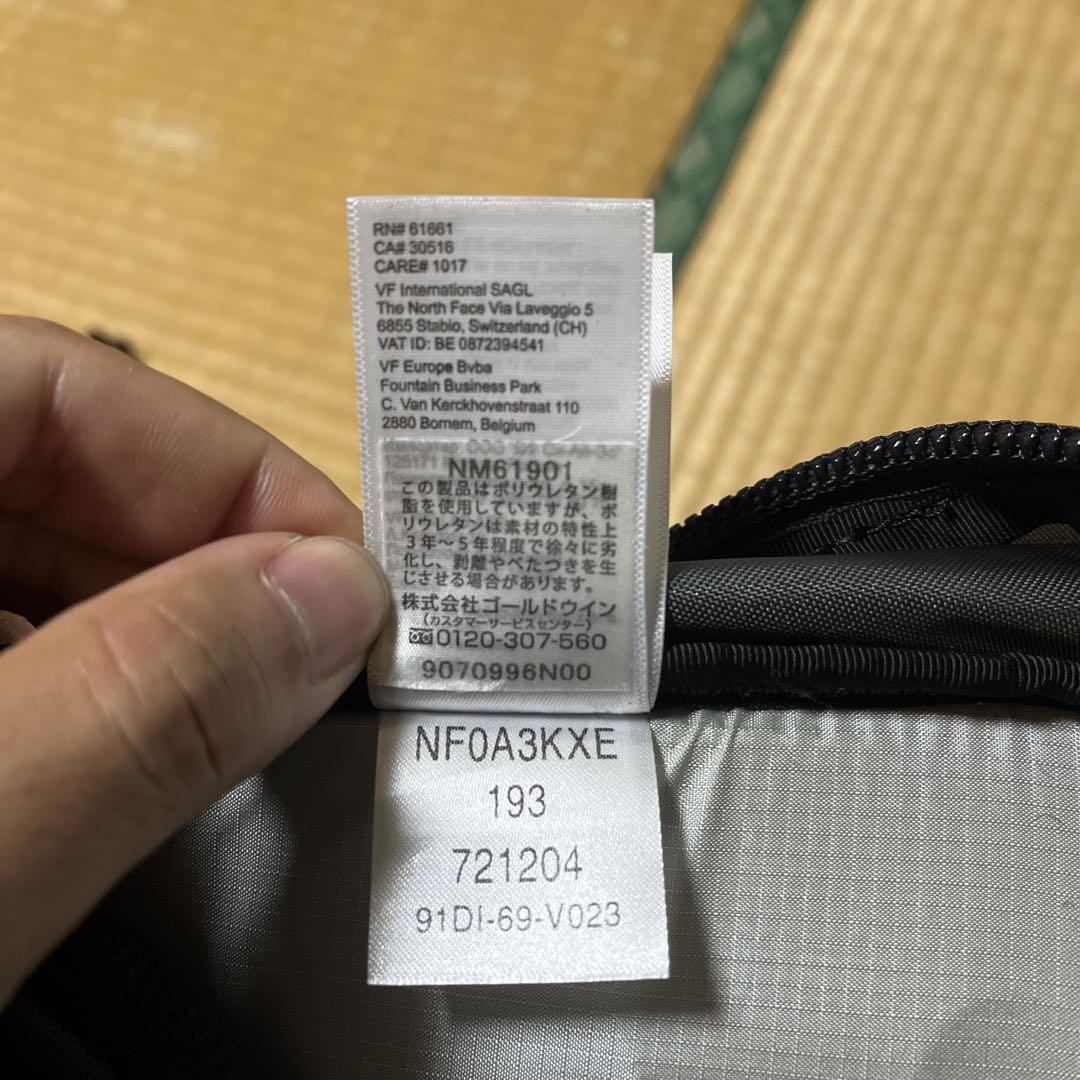 RN# 61661
CA# 30516
CARE# 1017
VF International SAGL
The North Face Via Laveggio 5
6855 Stabio, Switzerland (CH)
VAT ID: BE 0872394541
VF Europe Bvba
Fountain Business Park
C. Van Kerckhovenstraat 110
2880 Bornem, Belgium
NM61901
この製品はポリウレタン樹
脂を使用していますが、ポ
リウレタンは素材の特性上
3年〜5年程度で徐々に劣
化し、剥離やべたつきを生
じさせる場合があります。
株式会社ゴールドウイン
(カスタマーサービスセンター)
0120-307-560
9070996N00
NF0A3KXE
193
721204
91DI-69-V023